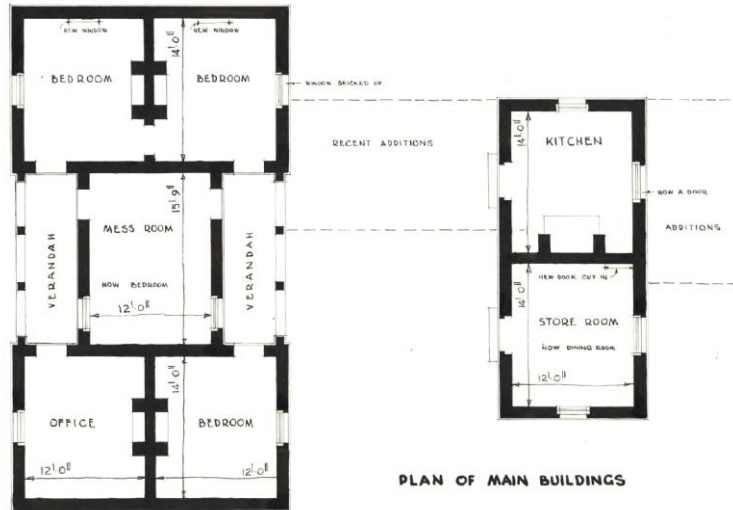 NEW WINDOW
NEW WINDOW
BEDROOM
14'.0"
BEDROOM
WINDOW BRICKED UP
RECENT ADDITIONS
VERANDAH
MESS ROOM
15'.9"
NOW BEDROOM
12'.0"
VERANDAH
OFFICE
12'.0"
14'.0"
BEDROOM
12'.0"
14'.0"
KITCHEN
NOW A DOOR
ADDITIONS
NEW DOOR CUT IN
14'.0"
STORE ROOM
NOW DINING ROOM
12'.0"
PLAN OF MAIN BUILDINGS